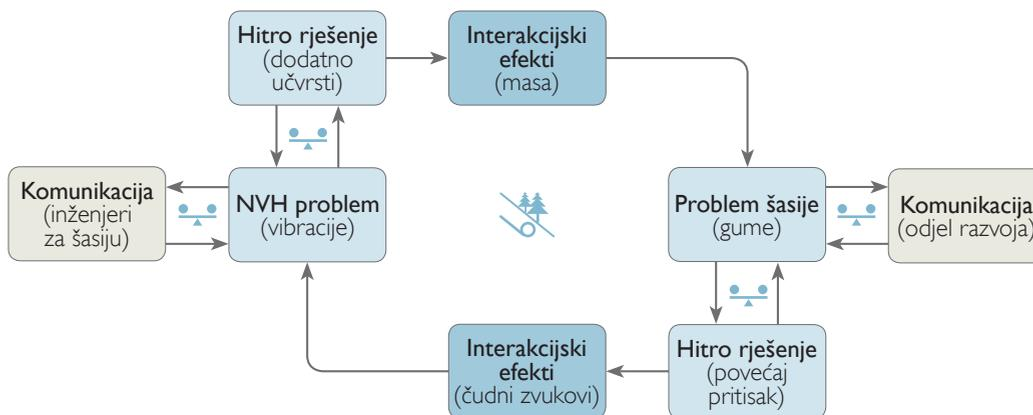 Hitro rješenje
(dodatno
učvrsti)
Interakcijski
efekti
(masa)
Komunikacija
(inženjeri
za šasiju)
NVH problem
(vibracije)
Problem šasije
(gume)
Komunikacija
(odjel razvoja)
Interakcijski
efekti
(čudni zvukovi)
Hitro rješenje
(povećaj
pritisak)